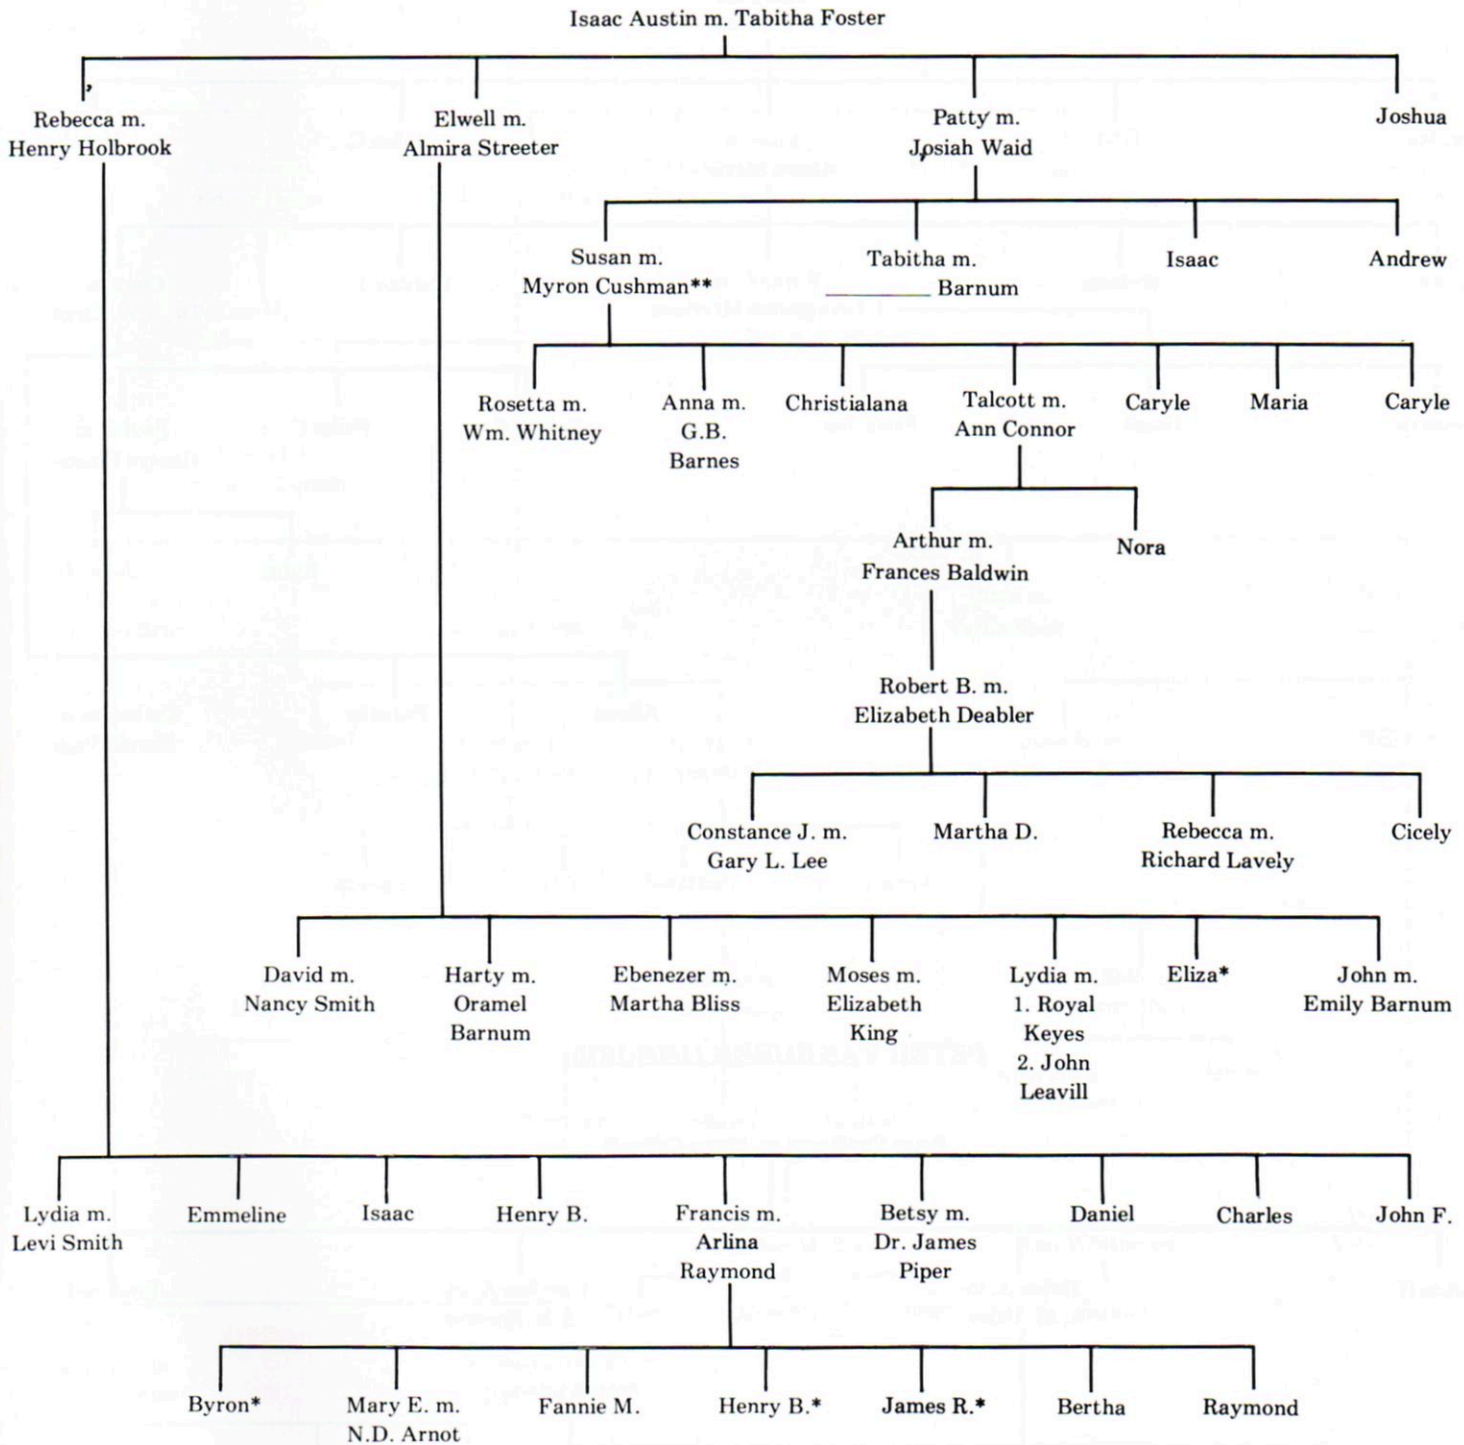 Isaac Austin m. Tabitha Foster
Rebecca m.
Henry Holbrook
Elwell m.
Almira Streeter
Patty m.
Josiah Waid
Joshua
Susan m.
Myron Cushman**
Tabitha m.
________ Barnum
Isaac
Andrew
Rosetta m.
Wm. Whitney
Anna m.
G.B.
Barnes
Christialana
Talcott m.
Ann Connor
Caryle
Maria
Caryle
Arthur m.
Frances Baldwin
Nora
Robert B. m.
Elizabeth Deabler
Constance J. m.
Gary L. Lee
Martha D.
Rebecca m.
Richard Lavely
Cicely
David m.
Nancy Smith
Harty m.
Oramel
Barnum
Ebenezer m.
Martha Bliss
Moses m.
Elizabeth
King
Lydia m.
1. Royal
Keyes
2. John
Leavill
Eliza*
John m.
Emily Barnum
Lydia m.
Levi Smith
Emmeline
Isaac
Henry B.
Francis m.
Arlina
Raymond
Betsy m.
Dr. James
Piper
Daniel
Charles
John F.
Byron*
Mary E. m.
N.D. Arnot
Fannie M.
Henry B.*
James R.*
Bertha
Raymond